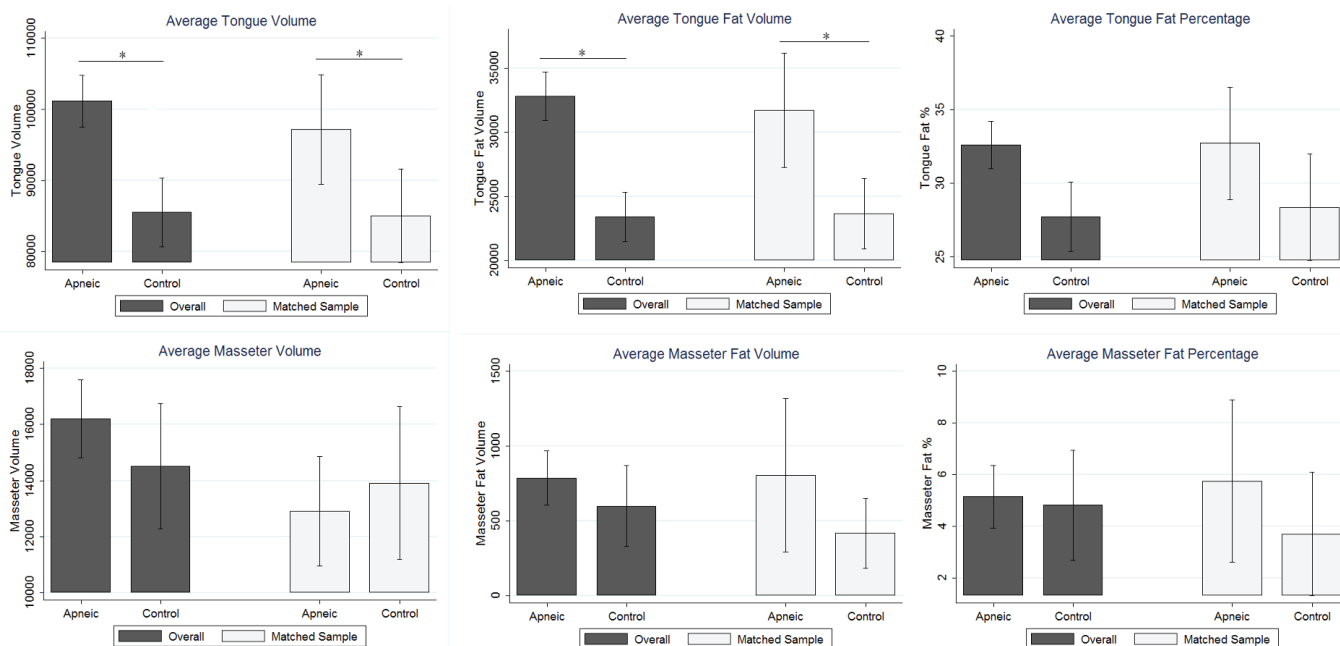 Average Tongue Volume
Tongue Volume
110000
100000
90000
80000
*
*
Apneic Control Apneic Control
Overall Matched Sample
Average Tongue Fat Volume
Tongue Fat Volume
35000
30000
25000
20000
*
*
Apneic Control Apneic Control
Overall Matched Sample
Average Tongue Fat Percentage
Tongue Fat %
40
35
30
25
Apneic Control Apneic Control
Overall Matched Sample
Average Masseter Volume
Masseter Volume
18000
16000
14000
12000
10000
Apneic Control Apneic Control
Overall Matched Sample
Average Masseter Fat Volume
Masseter Fat Volume
1500
1000
500
0
Apneic Control Apneic Control
Overall Matched Sample
Average Masseter Fat Percentage
Masseter Fat %
10
8
6
4
2
Apneic Control Apneic Control
Overall Matched Sample